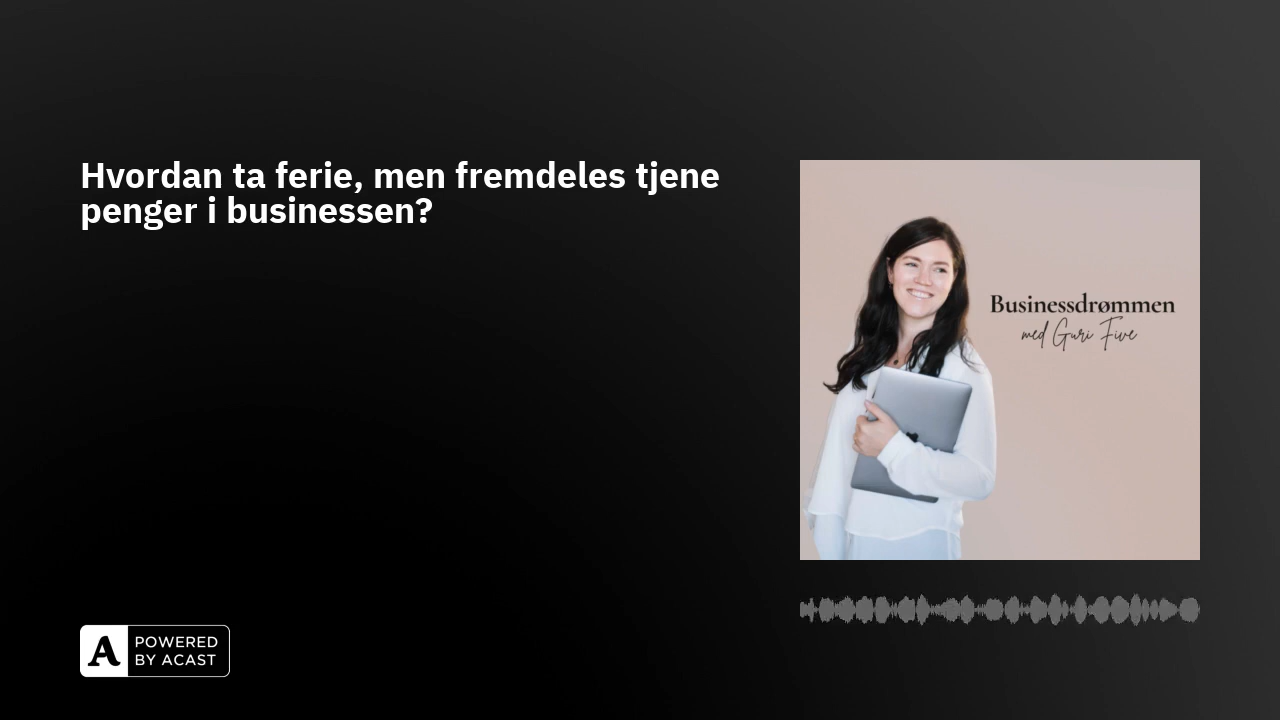 Hvordan ta ferie, men fremdeles tjene
penger i businessen?
Businessdrømmen
med Guri Five
A POWERED
BY ACAST